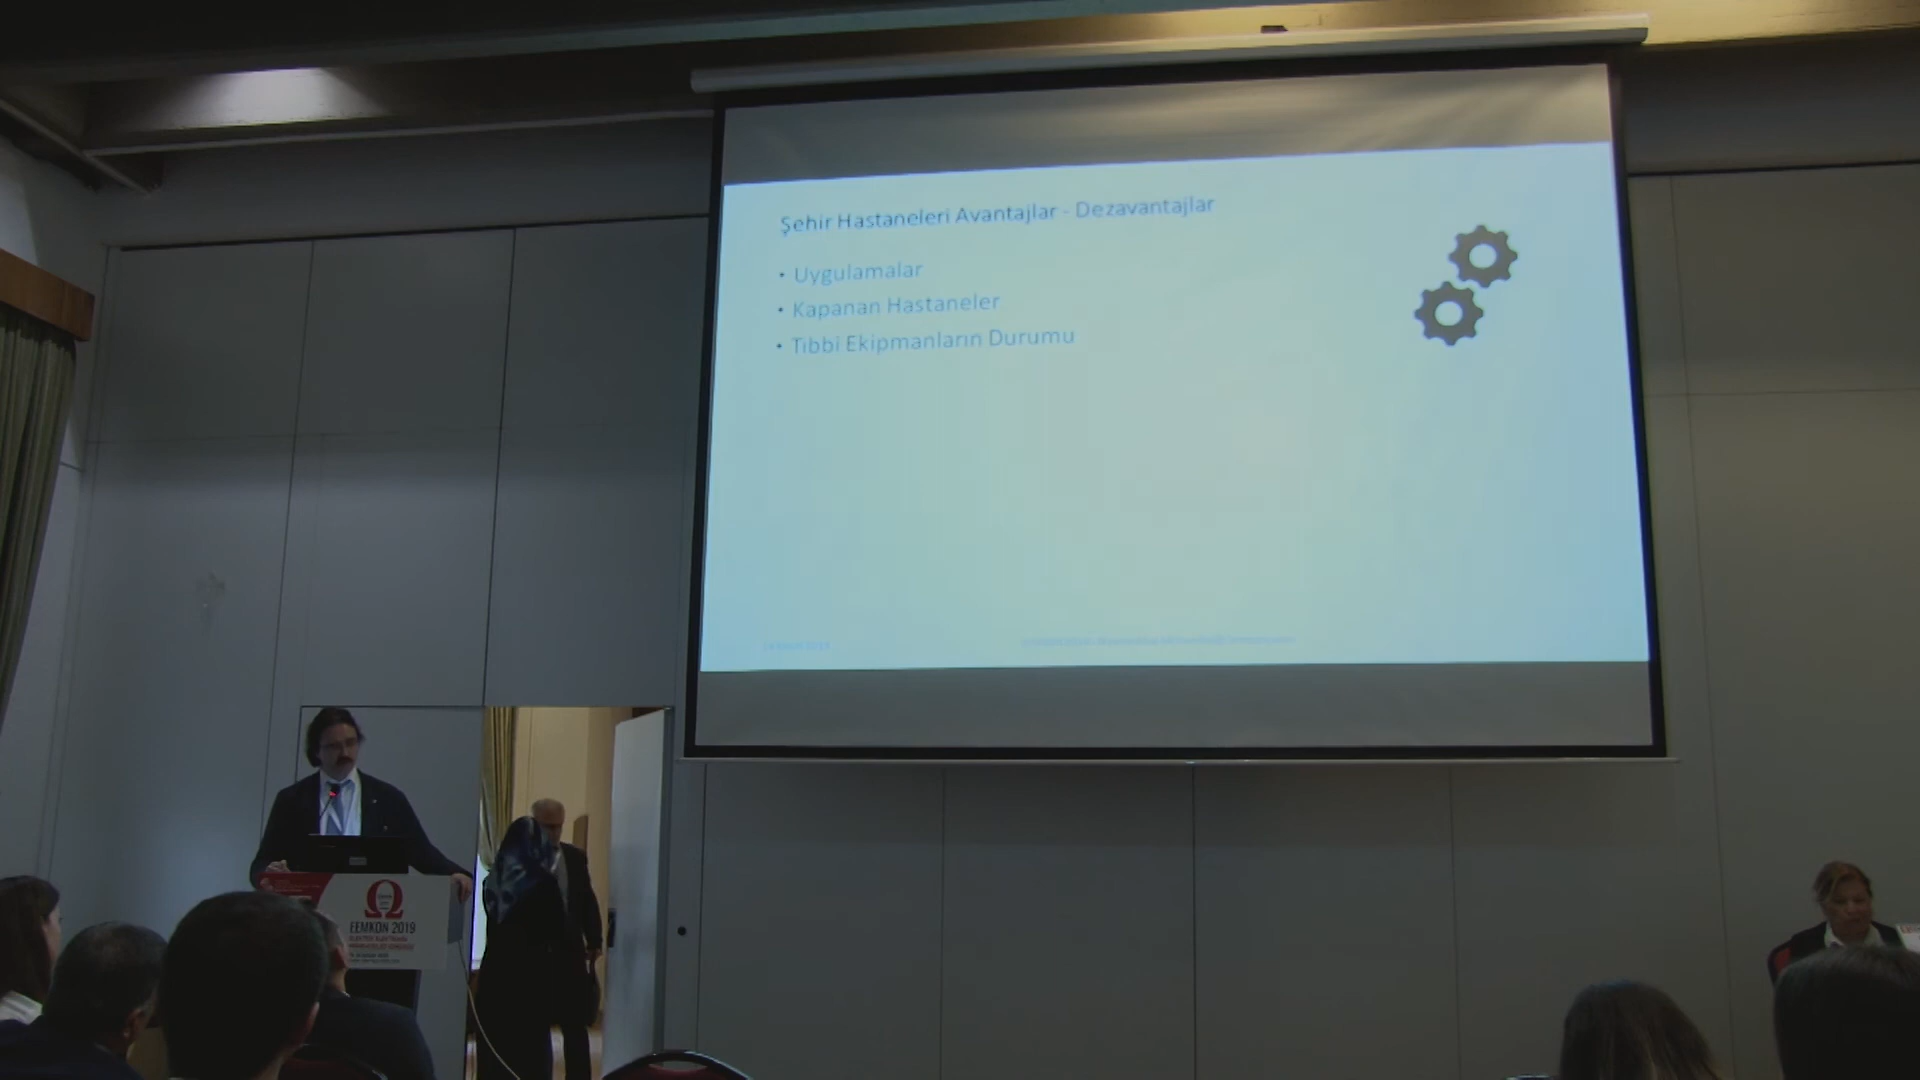 Şehir Hastaneleri Avantajlar - Dezavantajlar
• Uygulamalar
• Kapanan Hastaneler
• Tıbbi Ekipmanların Durumu
EEMKON 2019